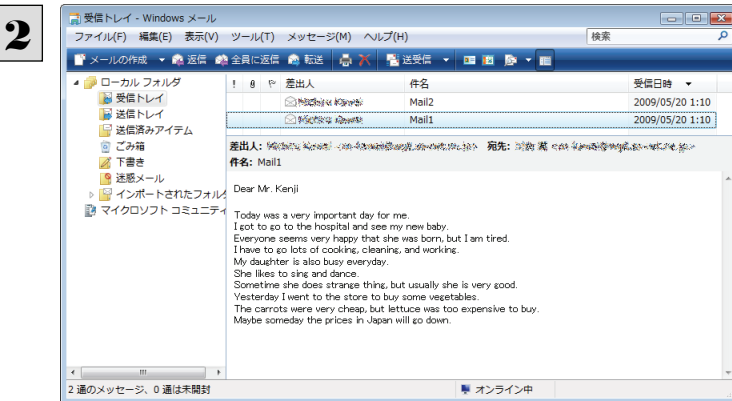 2
受信トレイ - Windows メール
ファイル(F) 編集(E) 表示(V) ツール(T) メッセージ(M) ヘルプ(H)
検索
メールの作成 返信 全員に返信 転送 送受信
ローカル フォルダ
受信トレイ
送信トレイ
送信済みアイテム
ごみ箱
下書き
迷惑メール
インポートされたフォルダ
マイクロソフト コミュニティ
! 差出人 件名 受信日時
Mail2 2009/05/20 1:10
Mail1 2009/05/20 1:10
差出人: 宛先:
件名: Mail1
Dear Mr. Kenji
Today was a very important day for me.
I got to go to the hospital and see my new baby.
Everyone seems very happy that she was born, but I am tired.
I have to go lots of cooking, cleaning, and working.
My daughter is also busy everyday.
She likes to sing and dance.
Sometime she does strange thing, but usually she is very good.
Yesterday I went to the store to buy some vegetables.
The carrots were very cheap, but lettuce was too expensive to buy.
Maybe someday the prices in Japan will go down.
2 通のメッセージ、0 通は未開封
オンライン中